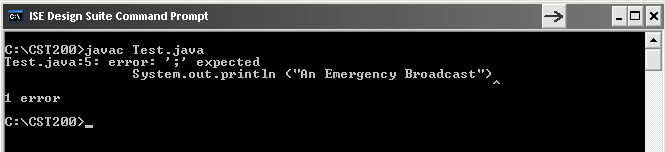 ISE Design Suite Command Prompt
C:\CST200>javac Test.java
Test.java:5: error: ';' expected
System.out.println ("An Emergency Broadcast")
^
1 error
C:\CST200>_